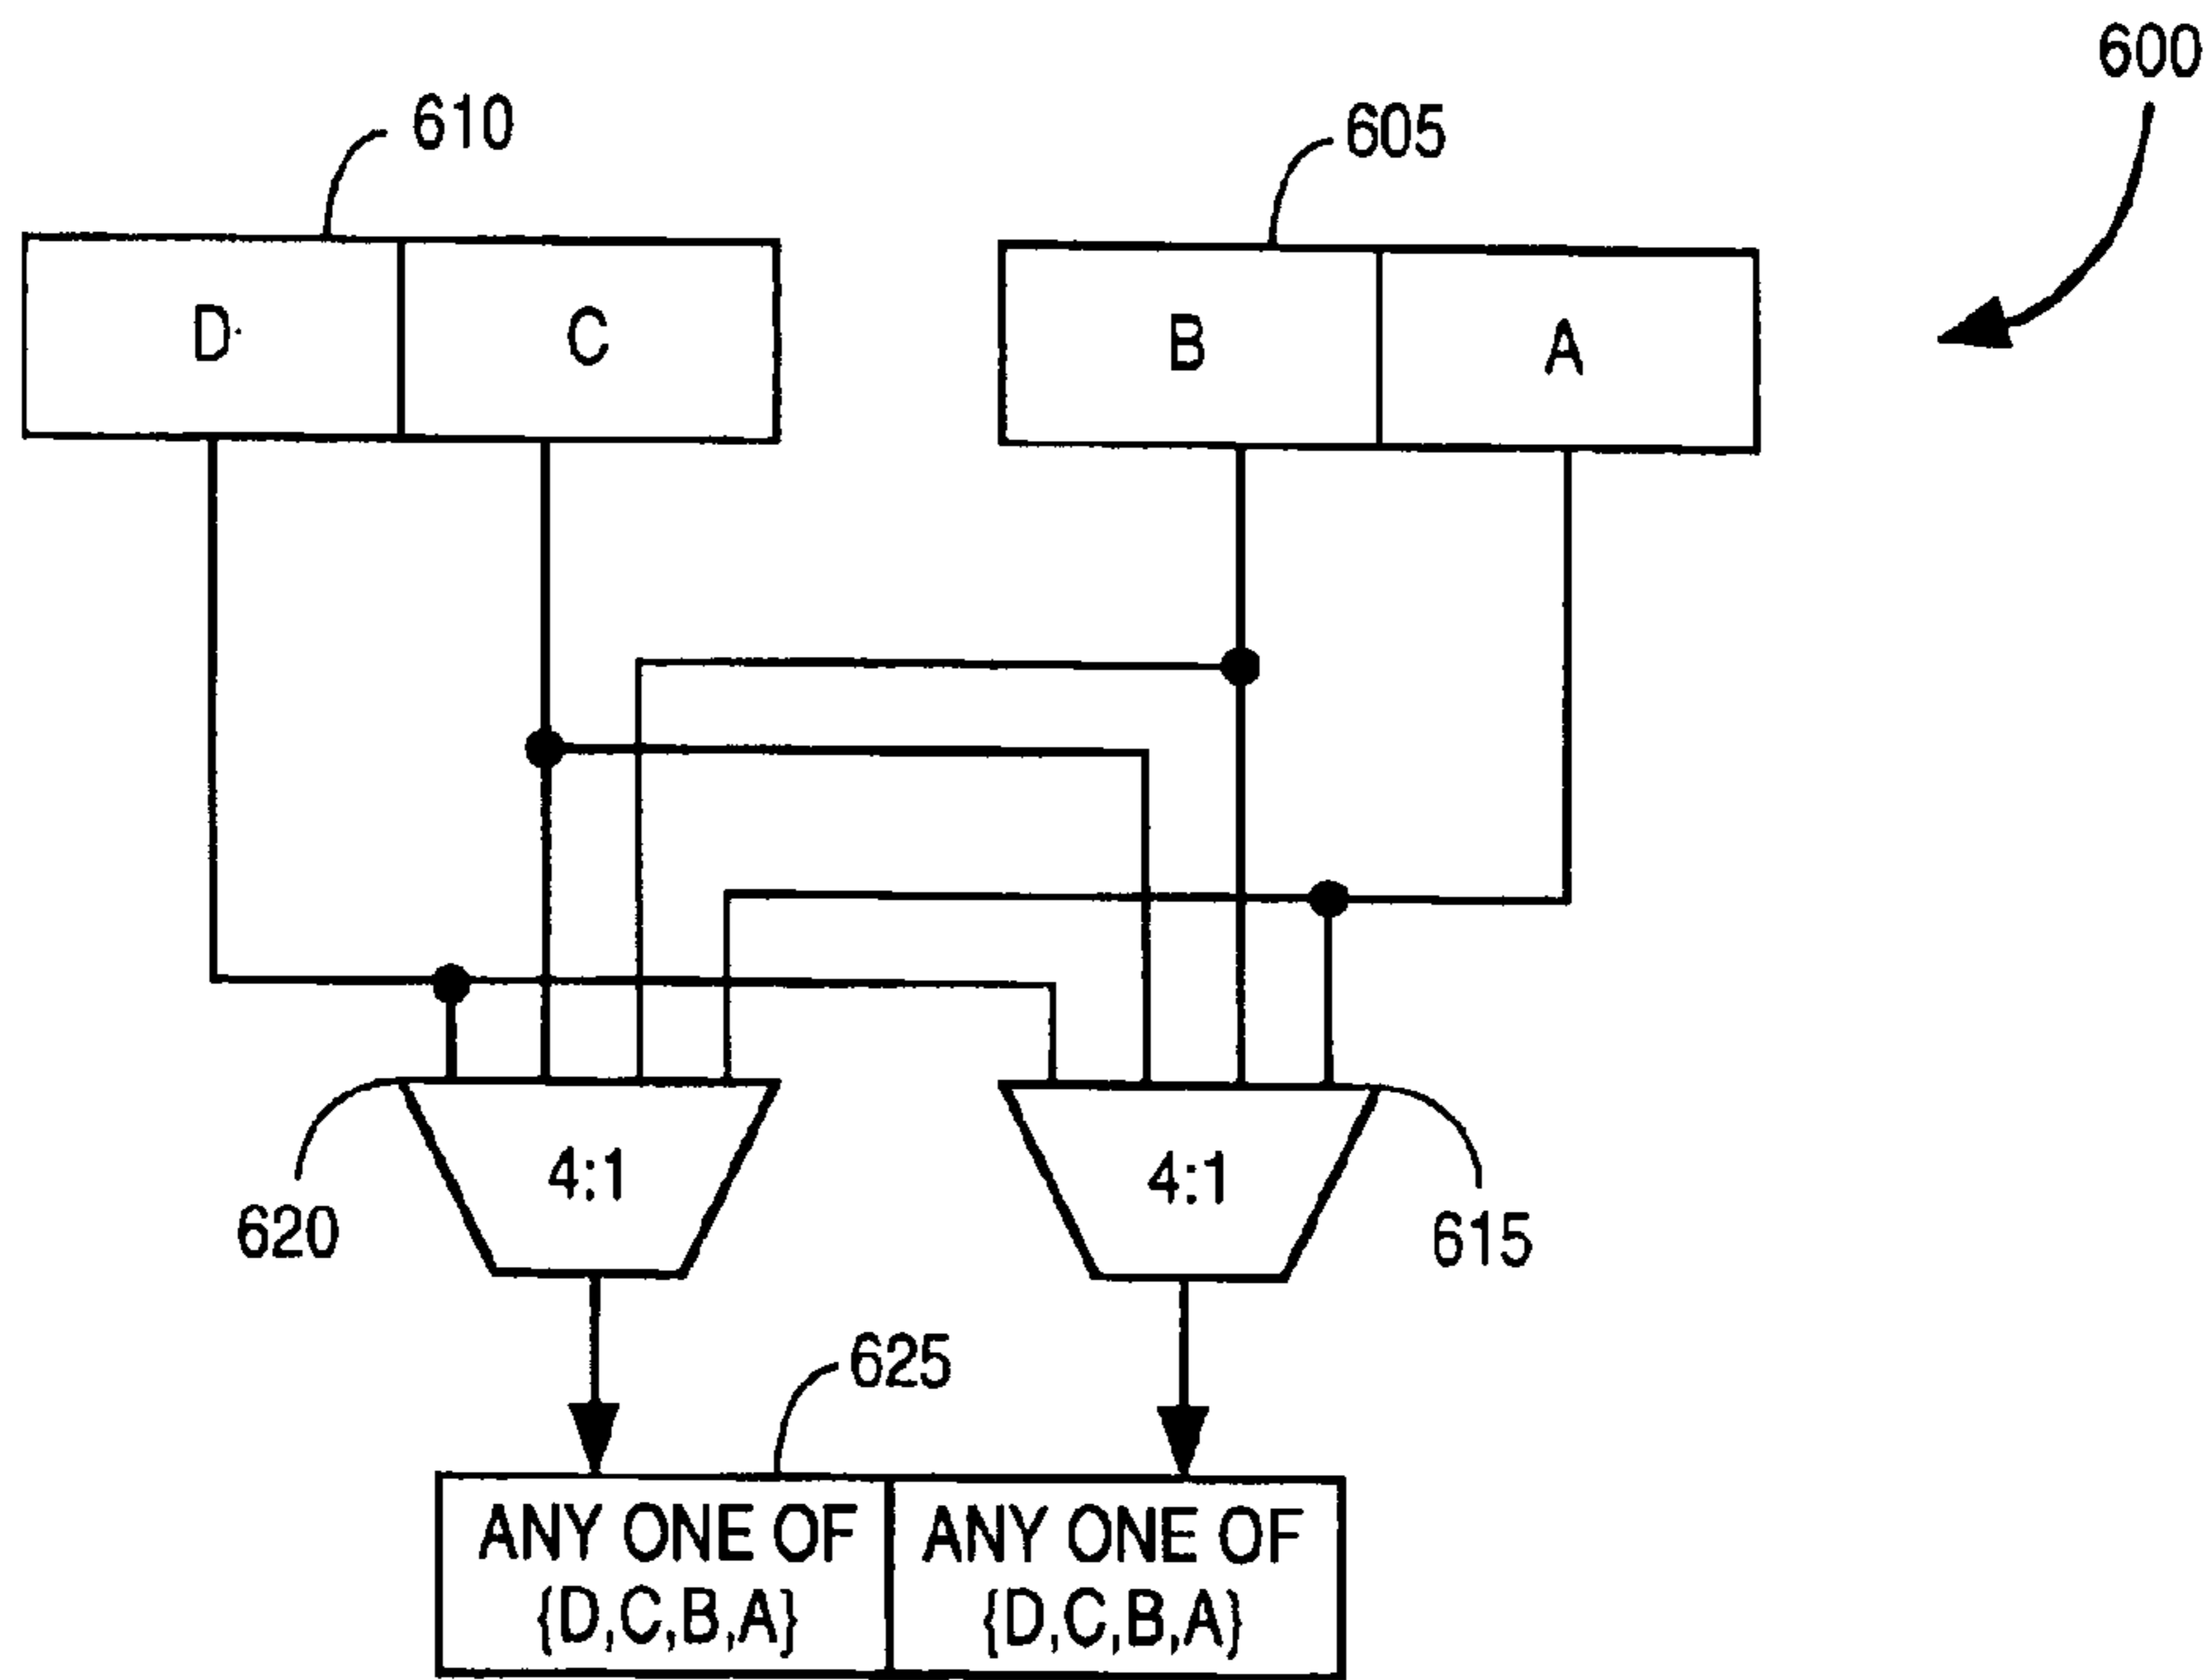 600
610
605
D
C
B
A
4:1
4:1
620
615
625
ANY ONE OF
{D,C,B,A}
ANY ONE OF
{D,C,B,A}